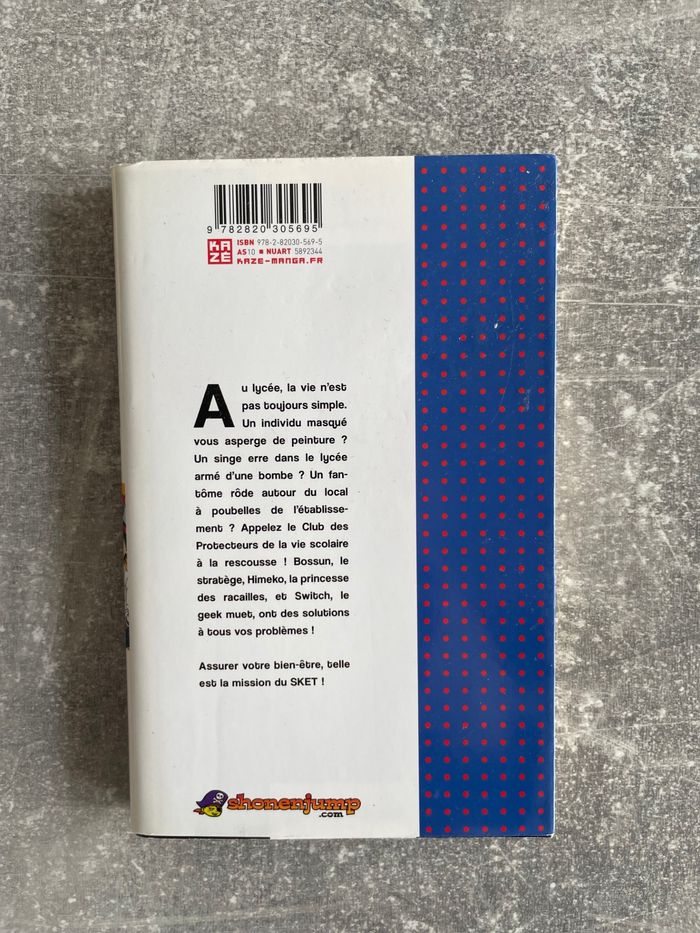 9 782820 305695
KAZÉ
ISBN 978-2-82030-569-5
AS10 ■ NUART 5892344
KAZE-MANGA.FR
Au lycée, la vie n'est
pas toujours simple.
Un individu masqué
vous asperge de peinture ?
Un singe erre dans le lycée
armé d'une bombe ? Un fan-
tôme rôde autour du local
à poubelles de l'établisse-
ment ? Appelez le Club des
Protecteurs de la vie scolaire
à la rescousse ! Bossun, le
stratège, Himeko, la princesse
des racailles, et Switch, le
geek muet, ont des solutions
à tous vos problèmes !
Assurer votre bien-être, telle
est la mission du SKET !
shonenjump
.com